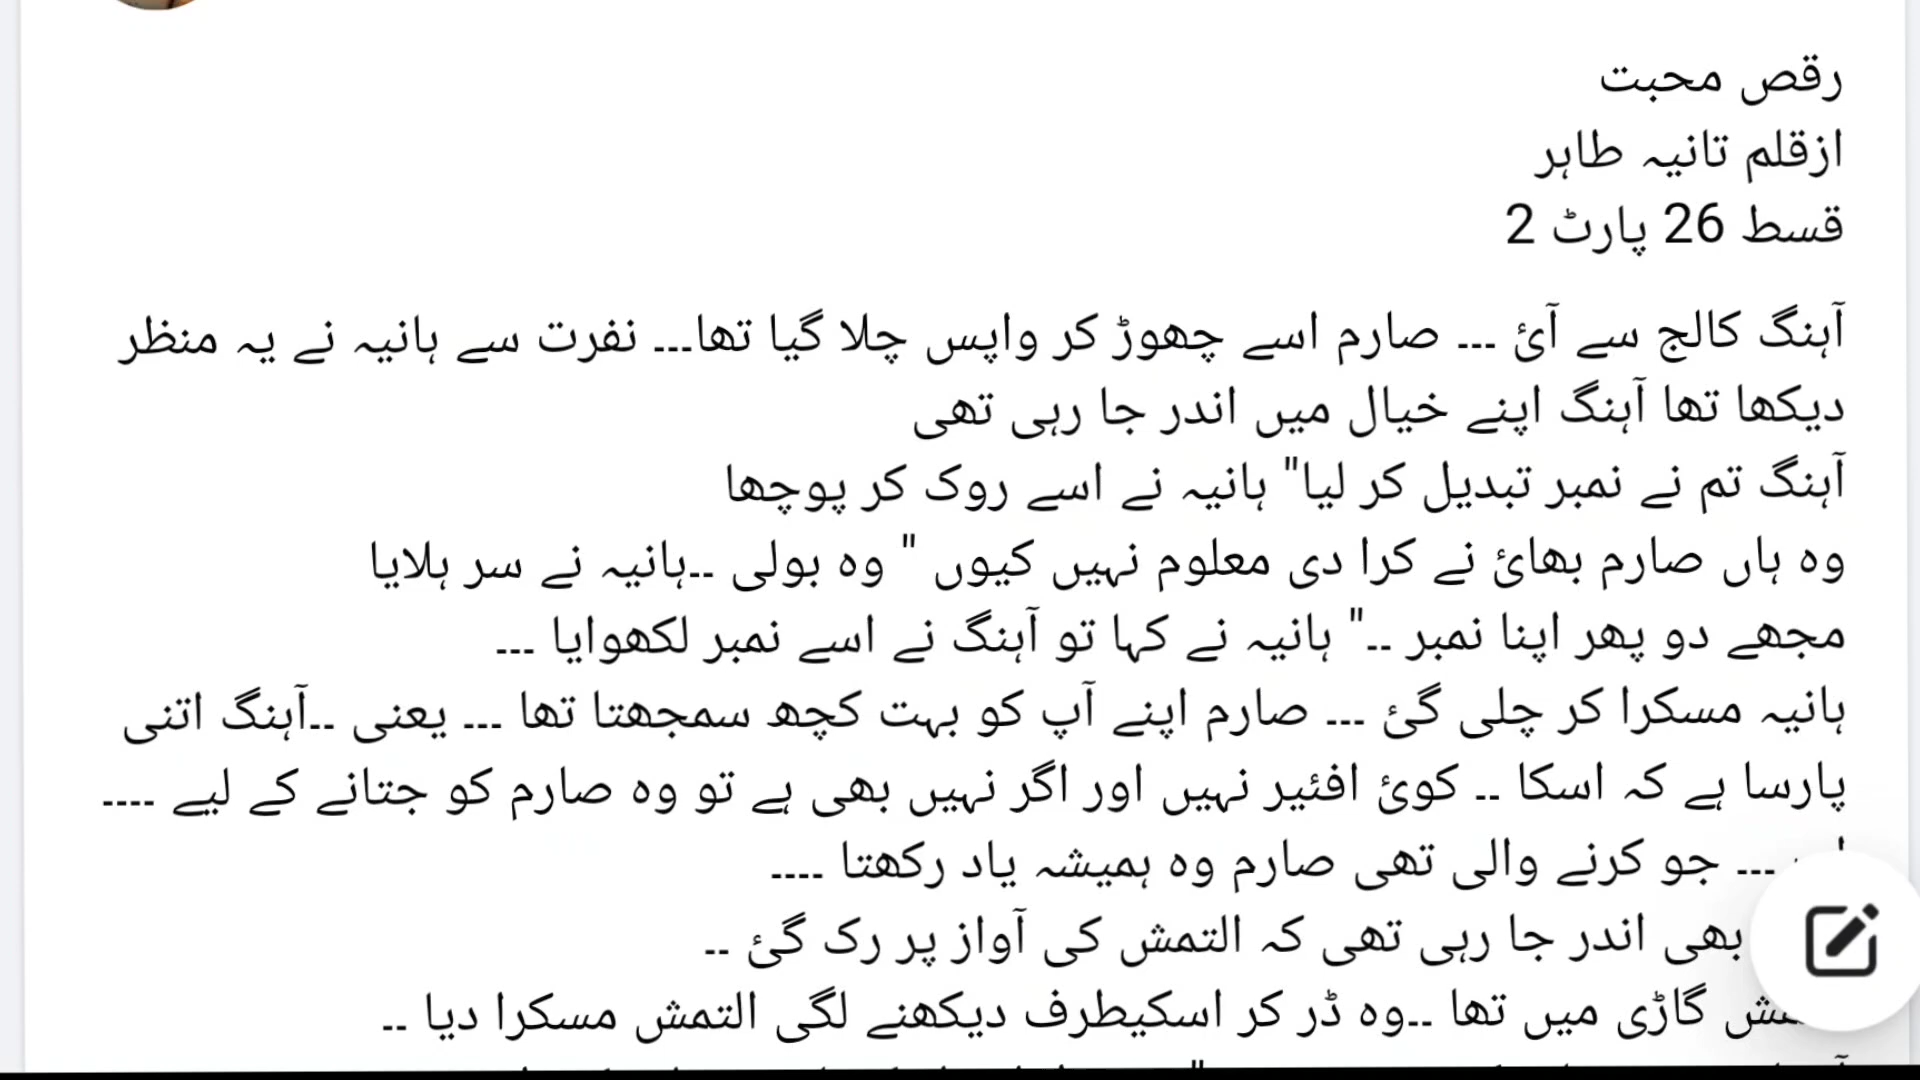 رقص محبت
ازقلم تانیہ طاہر
قسط 26 پارٹ 2
آہنگ کالج سے آئ ۔۔۔ صارم اسے چھوڑ کر واپس چلا گیا تھا۔۔۔ نفرت سے ہانیہ نے یہ منظر
دیکھا تھا آہنگ اپنے خیال میں اندر جا رہی تھی
آہنگ تم نے نمبر تبدیل کر لیا" ہانیہ نے اسے روک کر پوچھا
وہ ہاں صارم بھائ نے کرا دی معلوم نہیں کیوں " وہ بولی ۔۔ہانیہ نے سر ہلایا
مجھے دو پھر اپنا نمبر ۔۔" ہانیہ نے کہا تو آہنگ نے اسے نمبر لکھوایا ۔۔۔
ہانیہ مسکرا کر چلی گئ ۔۔۔ صارم اپنے آپ کو بہت کچھ سمجھتا تھا ۔۔۔ یعنی ۔۔آہنگ اتنی
پارسا ہے کہ اسکا ۔۔ کوئ افئیر نہیں اور اگر نہیں بھی ہے تو وہ صارم کو جتانے کے لیے ۔۔۔۔
۔۔۔ جو کرنے والی تھی صارم وہ ہمیشہ یاد رکھتا ۔۔۔۔
بھی اندر جا رہی تھی کہ التمش کی آواز پر رک گئ ۔۔
گاڑی میں تھا ۔۔وہ ڈر کر اسکیطرف دیکھنے لگی التمش مسکرا دیا ۔۔